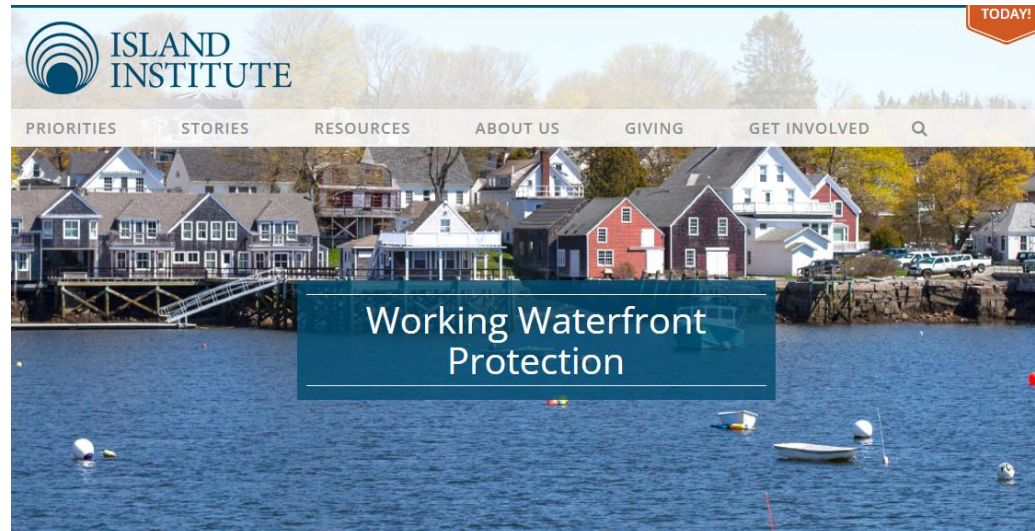 TODAY!
ISLAND
INSTITUTE
PRIORITIES STORIES RESOURCES ABOUT US GIVING GET INVOLVED
Working Waterfront
Protection